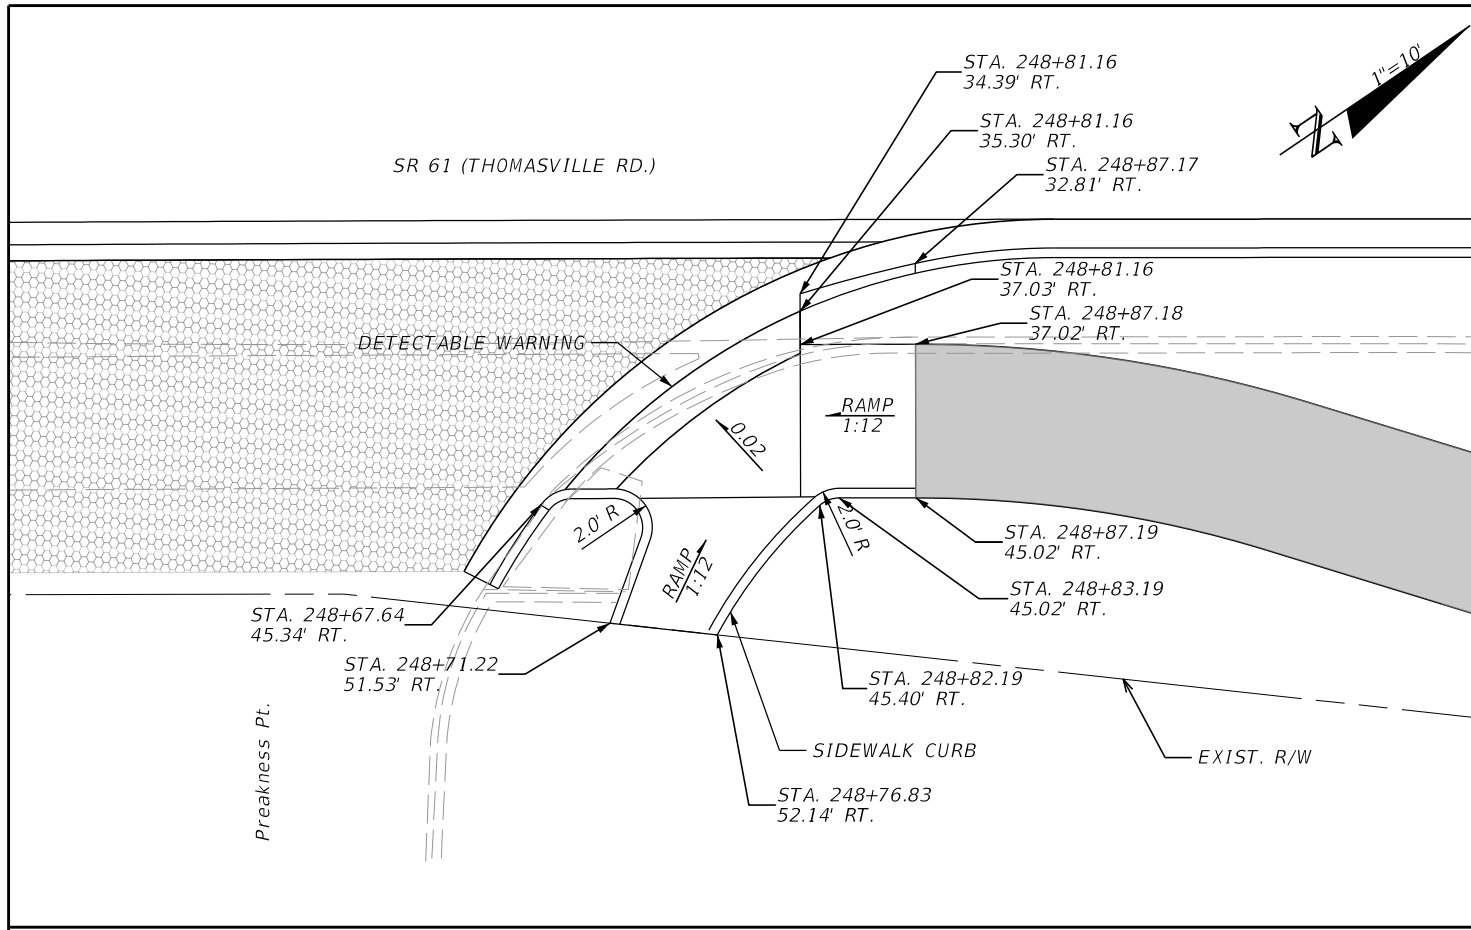 STA. 248+81.16
34.39' RT.
1"=10'
N
STA. 248+81.16
35.30' RT.
SR 61 (THOMASVILLE RD.)
STA. 248+87.17
32.81' RT.
STA. 248+81.16
37.03' RT.
STA. 248+87.18
37.02' RT.
DETECTABLE WARNING
RAMP
1:12
0.02
2.0' R
2.0' R
STA. 248+87.19
45.02' RT.
RAMP
1:12
STA. 248+83.19
45.02' RT.
STA. 248+67.64
45.34' RT.
STA. 248+71.22
51.53' RT.
STA. 248+82.19
45.40' RT.
Preakness Pt.
SIDEWALK CURB
EXIST. R/W
STA. 248+76.83
52.14' RT.